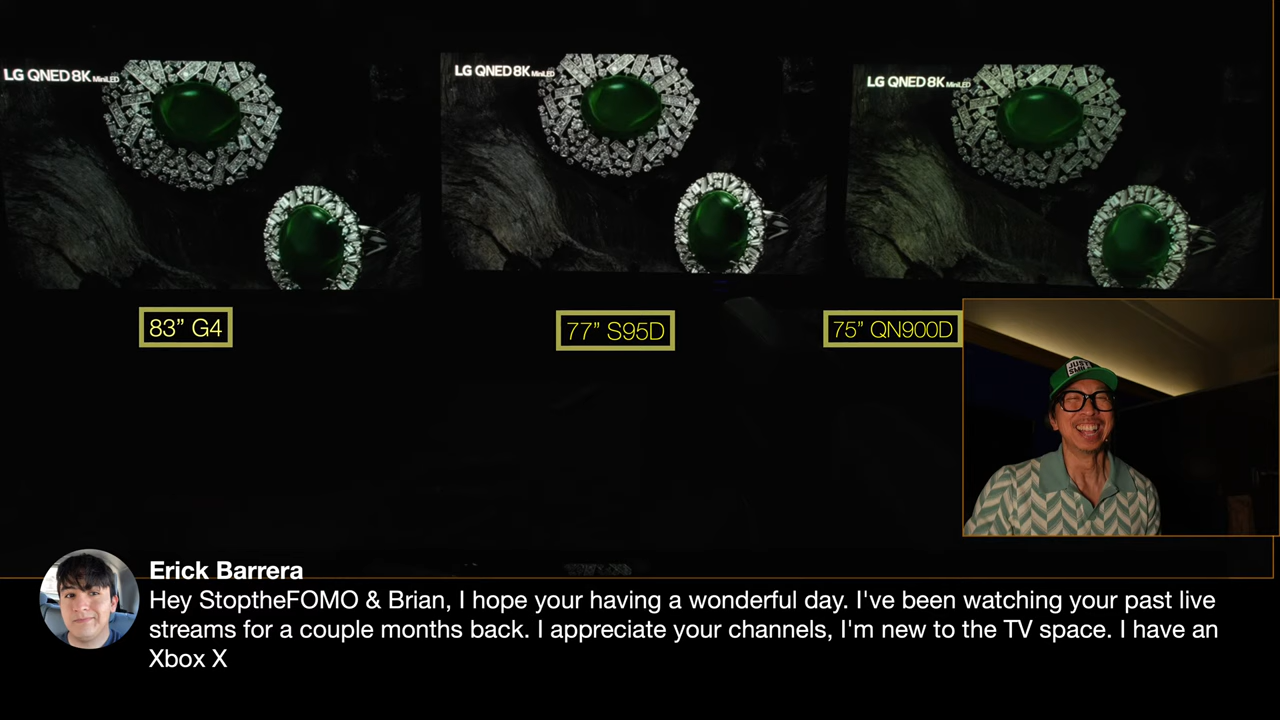 LG QNED 8K MiniLED
LG QNED 8K MiniLED
LG QNED 8K MiniLED
83” G4
77” S95D
75” QN900D
JUST
SMILE
Erick Barrera
Hey StoptheFOMO & Brian, I hope your having a wonderful day. I've been watching your past live
streams for a couple months back. I appreciate your channels, I'm new to the TV space. I have an
Xbox X